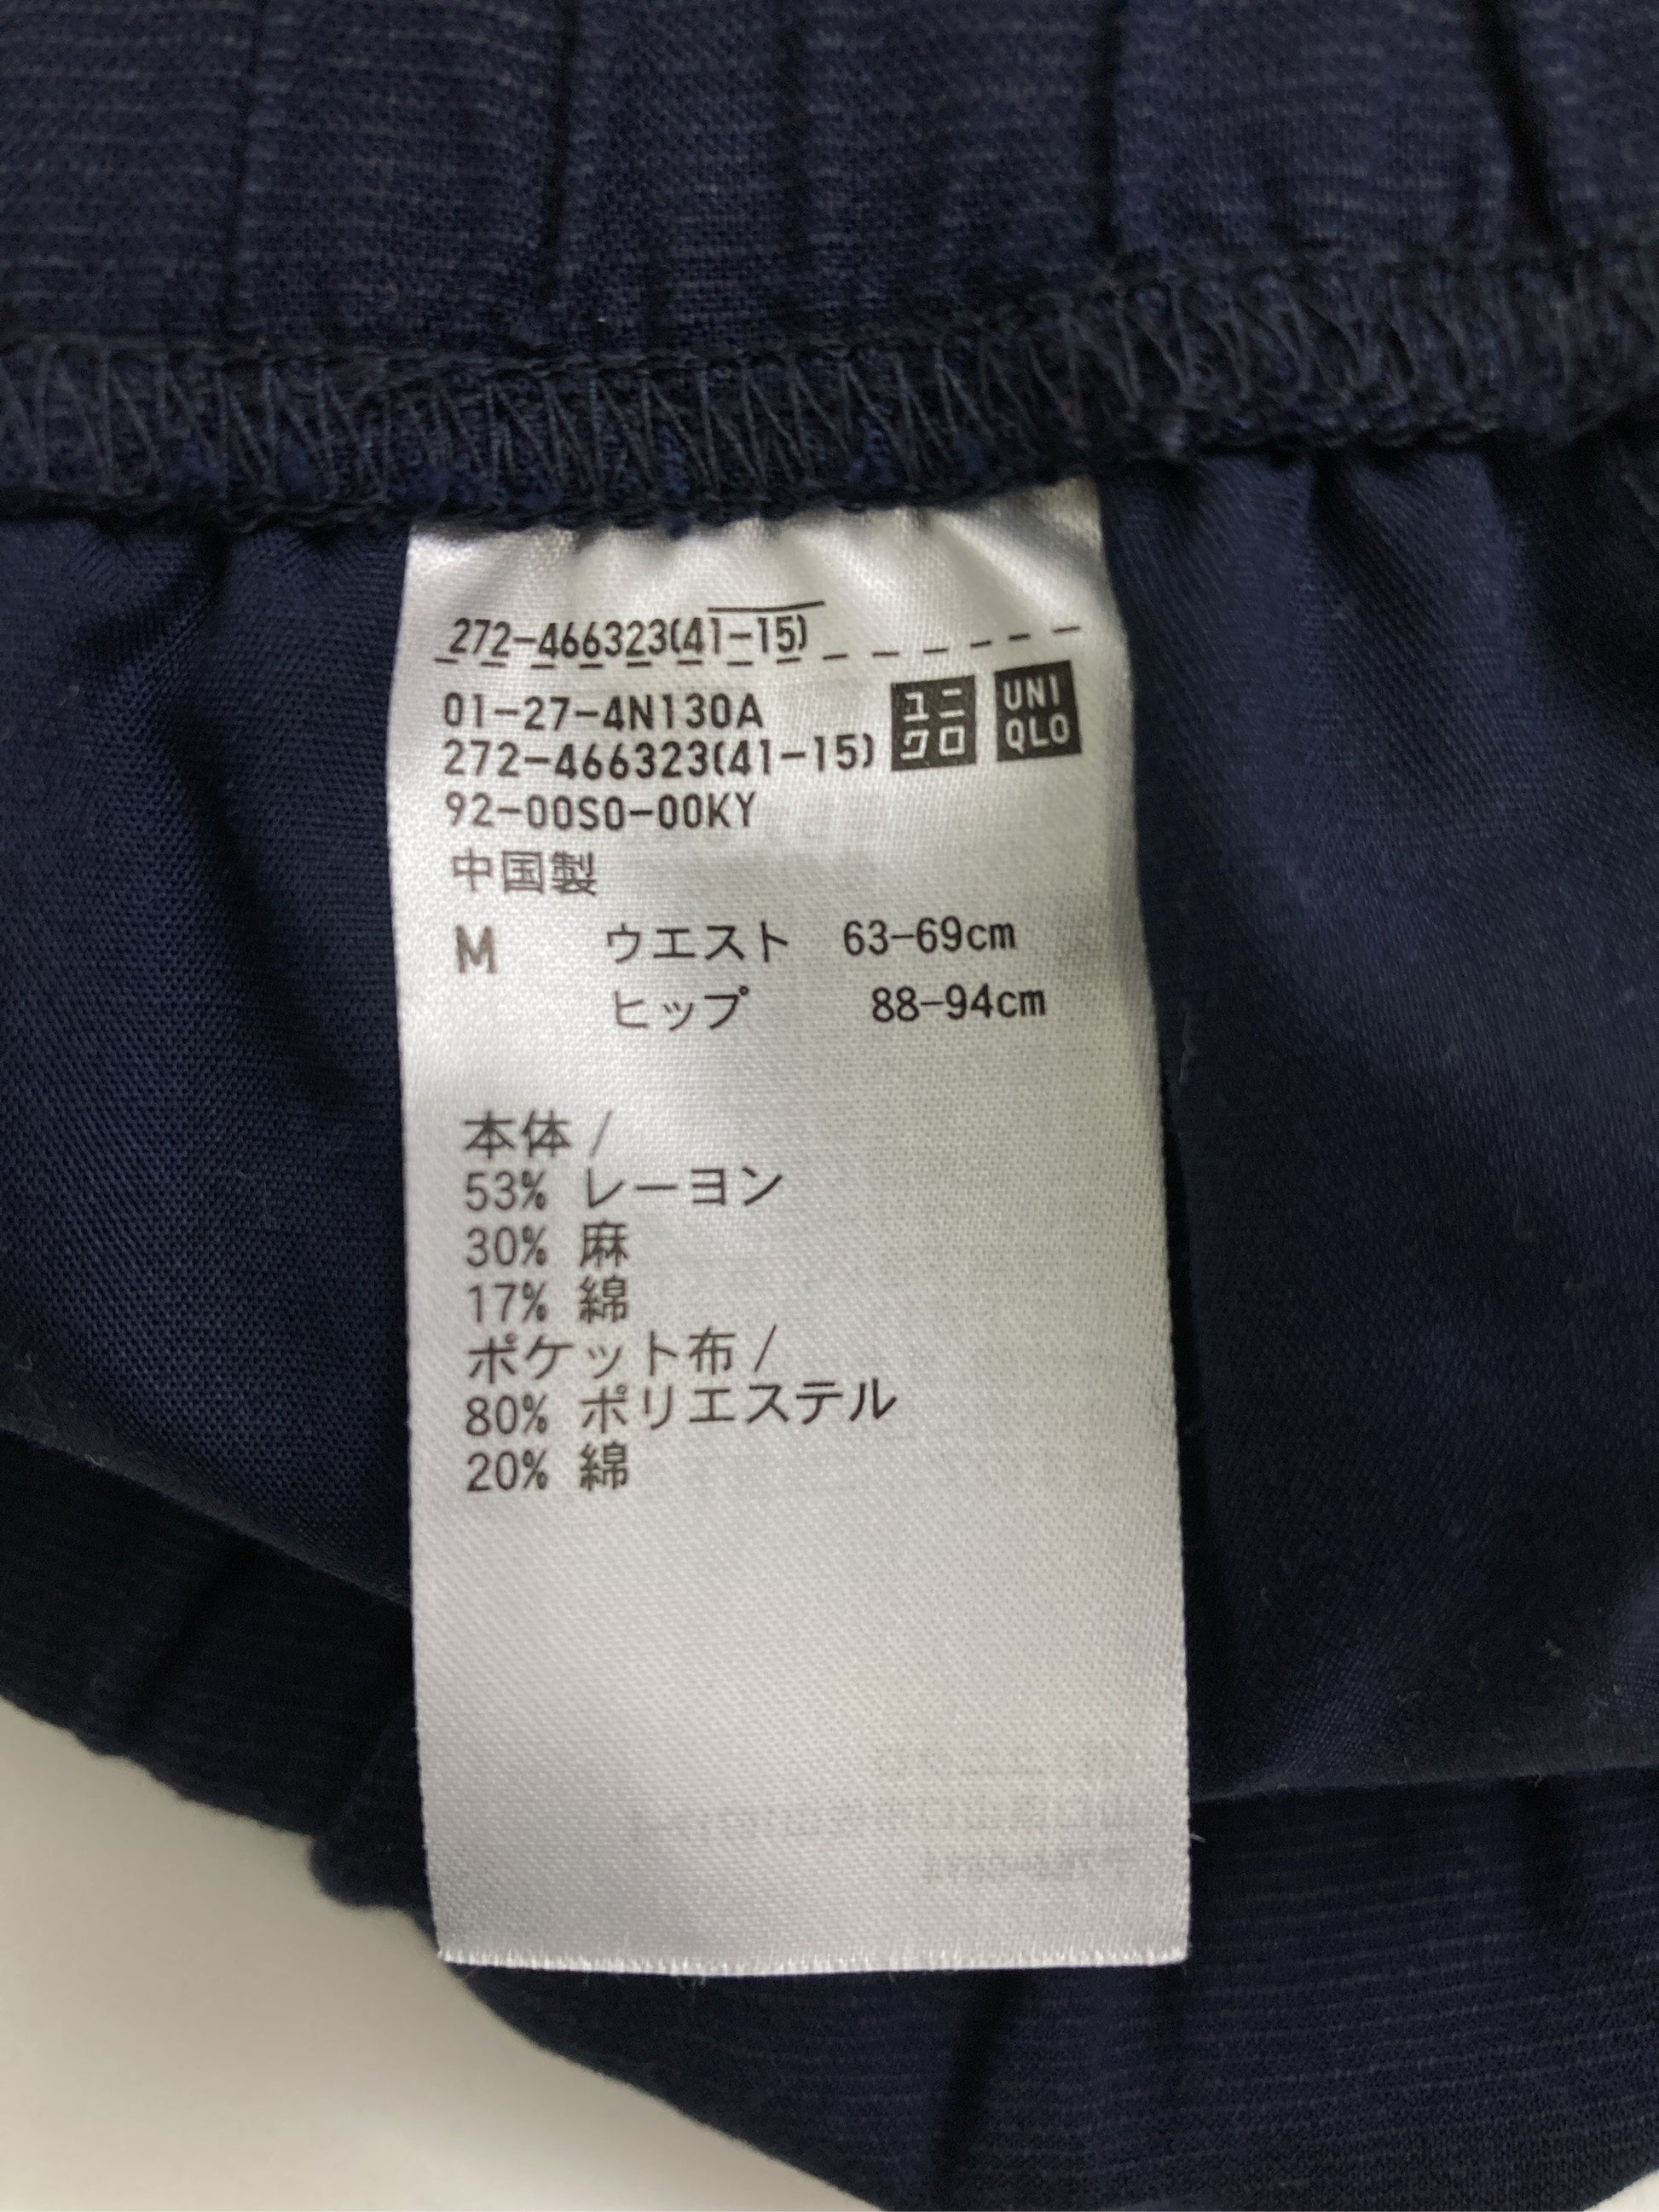 272-466323(41-15)
01-27-4N130A
272-466323(41-15)
ユニ
クロ
UNI
QLO
92-00S0-00KY
中国製
M ウエスト 63-69cm
ヒップ 88-94cm
本体 /
53% レーヨン
30% 麻
17% 綿
ポケット布 /
80% ポリエステル
20% 綿